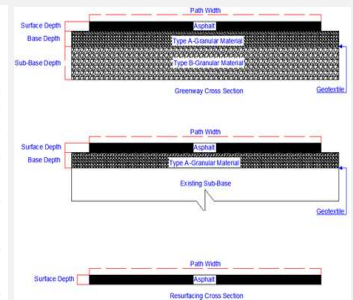 Path Width
Surface Depth
Asphalt
Base Depth
Type A-Granular Material
Sub-Base Depth
Type B-Granular Material
Greenway Cross Section
Geotextile
Path Width
Surface Depth
Asphalt
Base Depth
Type A-Granular Material
Existing Sub-Base
Geotextile
Path Width
Surface Depth
Asphalt
Resurfacing Cross Section